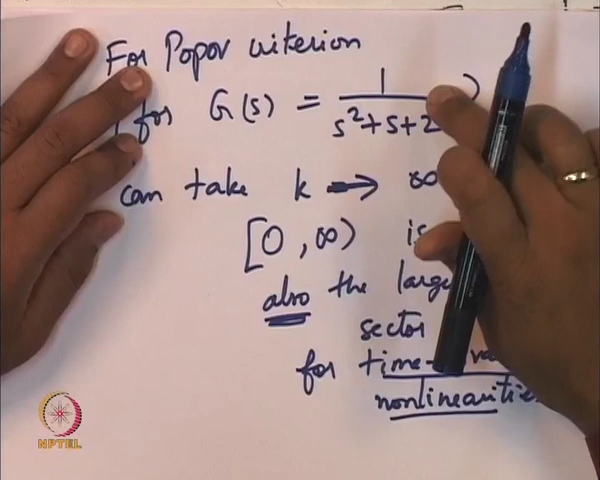 For Popov criterion
(for G(s) = 1 / s²+s+2 )
can take k → ∞
[0, ∞) is
also the large
sector
for time-
nonlinearities
NPTEL